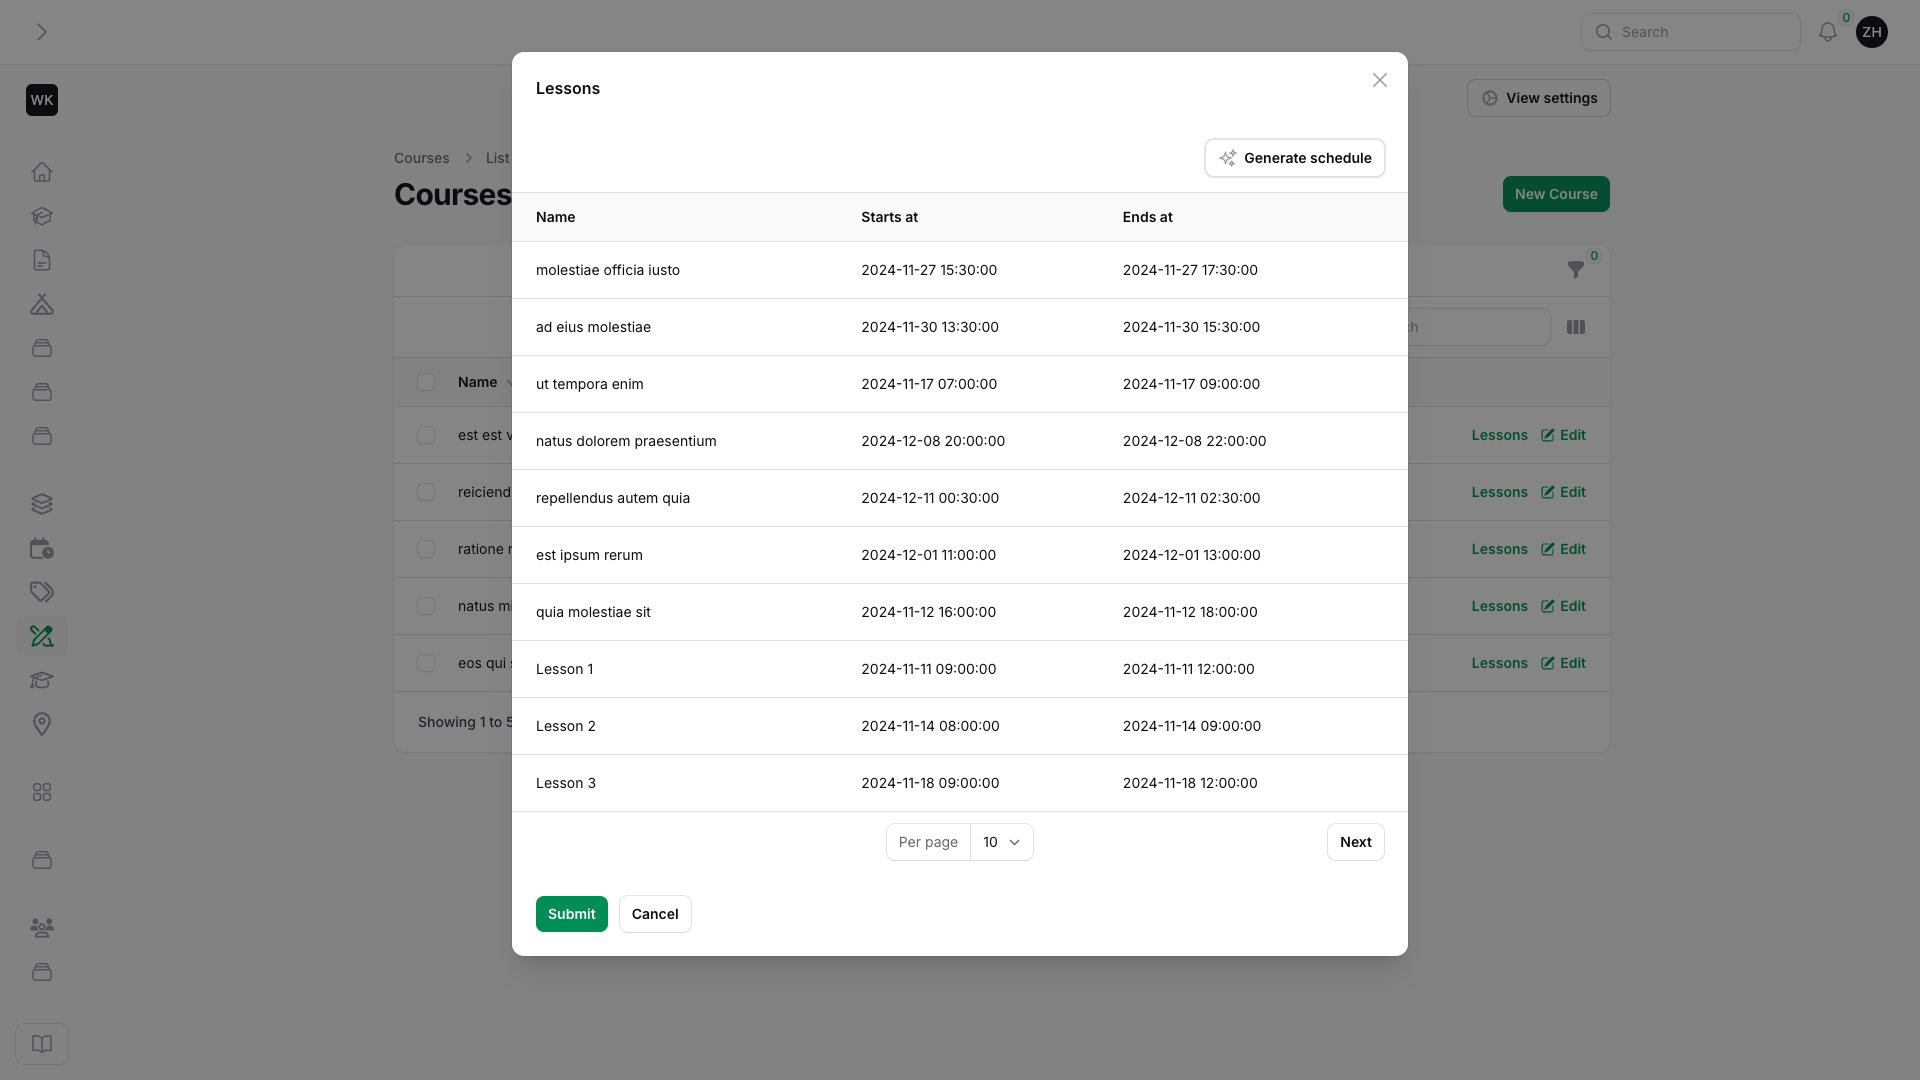 Search
0
ZH
WK
Lessons
View settings
Courses
List
Generate schedule
Courses
New Course
Name
Starts at
Ends at
0
molestiae officia iusto
2024-11-27 15:30:00
2024-11-27 17:30:00
ad eius molestiae
2024-11-30 13:30:00
2024-11-30 15:30:00
ut tempora enim
2024-11-17 07:00:00
2024-11-17 09:00:00
Name
natus dolorem praesentium
2024-12-08 20:00:00
2024-12-08 22:00:00
est est
Lessons
Edit
repellendus autem quia
2024-12-11 00:30:00
2024-12-11 02:30:00
Lessons
Edit
est ipsum rerum
2024-12-01 11:00:00
2024-12-01 13:00:00
ratione
Lessons
Edit
quia molestiae sit
2024-11-12 16:00:00
2024-11-12 18:00:00
natus
Lessons
Edit
Lesson 1
2024-11-11 09:00:00
2024-11-11 12:00:00
eos qui
Lessons
Edit
Lesson 2
2024-11-14 08:00:00
2024-11-14 09:00:00
Showing 1 to 5
Lesson 3
2024-11-18 09:00:00
2024-11-18 12:00:00
Per page
10
Next
Submit
Cancel